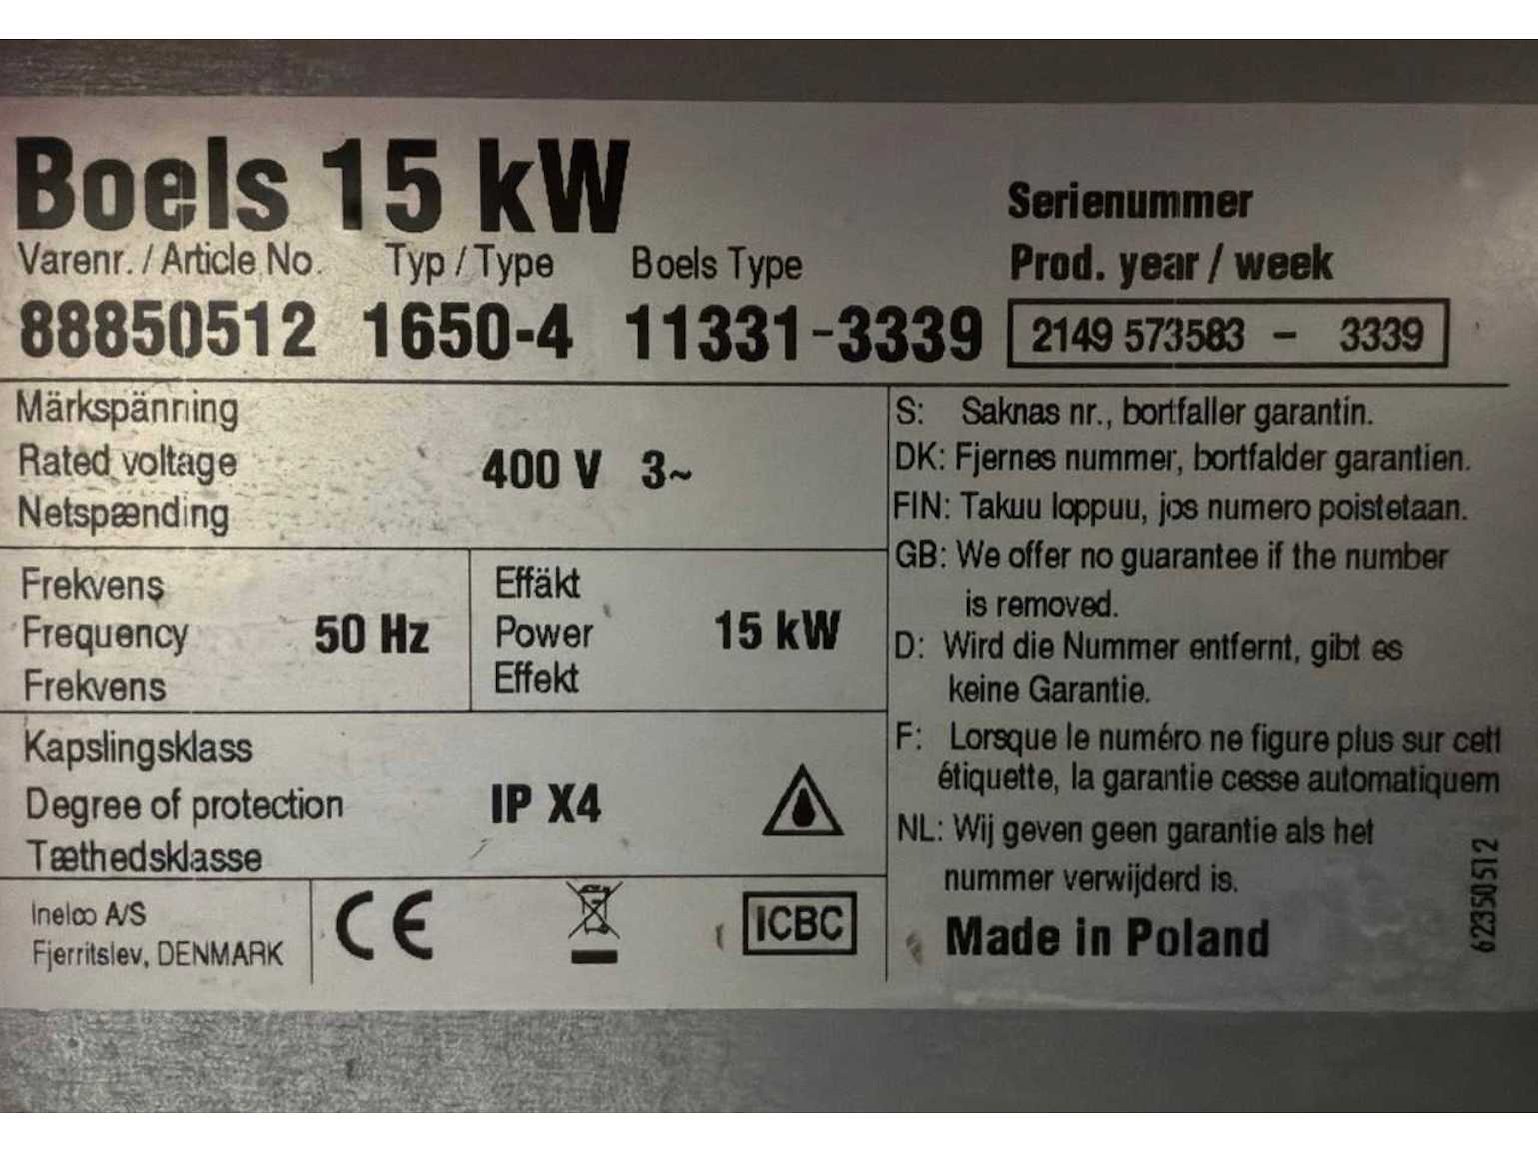 Boels 15 kW
Varenr. / Article No. Typ / Type Boels Type
88850512 1650-4 11331-3339
Serienummer
Prod. year / week
2149 573583 - 3339
Märkspänning
Rated voltage
Netspænding
400 V 3~
Frekvens
Frequency
Frekvens
50 Hz
Effäkt
Power
Effekt
15 kW
Kapslingsklass
Degree of protection
Tæthedsklasse
IP X4
Inelco A/S
Fjerritslev, DENMARK
CE
ICBC
S: Saknas nr., bortfaller garantin.
DK: Fjernes nummer, bortfalder garantien.
FIN: Takuu loppuu, jos numero poistetaan.
GB: We offer no guarantee if the number
is removed.
D: Wird die Nummer entfernt, gibt es
keine Garantie.
F: Lorsque le numéro ne figure plus sur cett
étiquette, la garantie cesse automatiquem
NL: Wij geven geen garantie als het
nummer verwijderd is.
Made in Poland
62350512